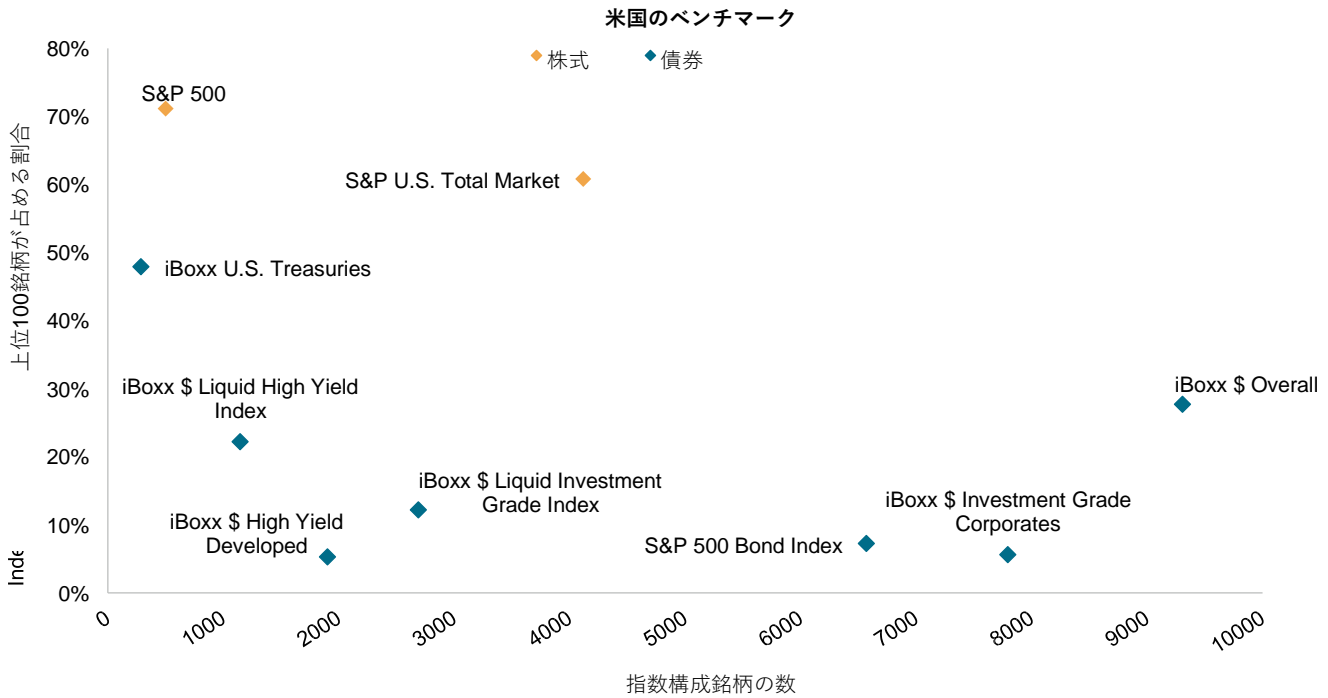 米国のベンチマーク
株式
債券
80%
70%
60%
50%
40%
30%
20%
10%
0%
上位100銘柄が占める割合
S&P 500
S&P U.S. Total Market
iBoxx U.S. Treasuries
iBoxx $ Liquid High Yield
Index
iBoxx $ Overall
iBoxx $ Liquid Investment
Grade Index
iBoxx $ Investment Grade
Corporates
iBoxx $ High Yield
Developed
S&P 500 Bond Index
0
1000
2000
3000
4000
5000
6000
7000
8000
9000
10000
指数構成銘柄の数